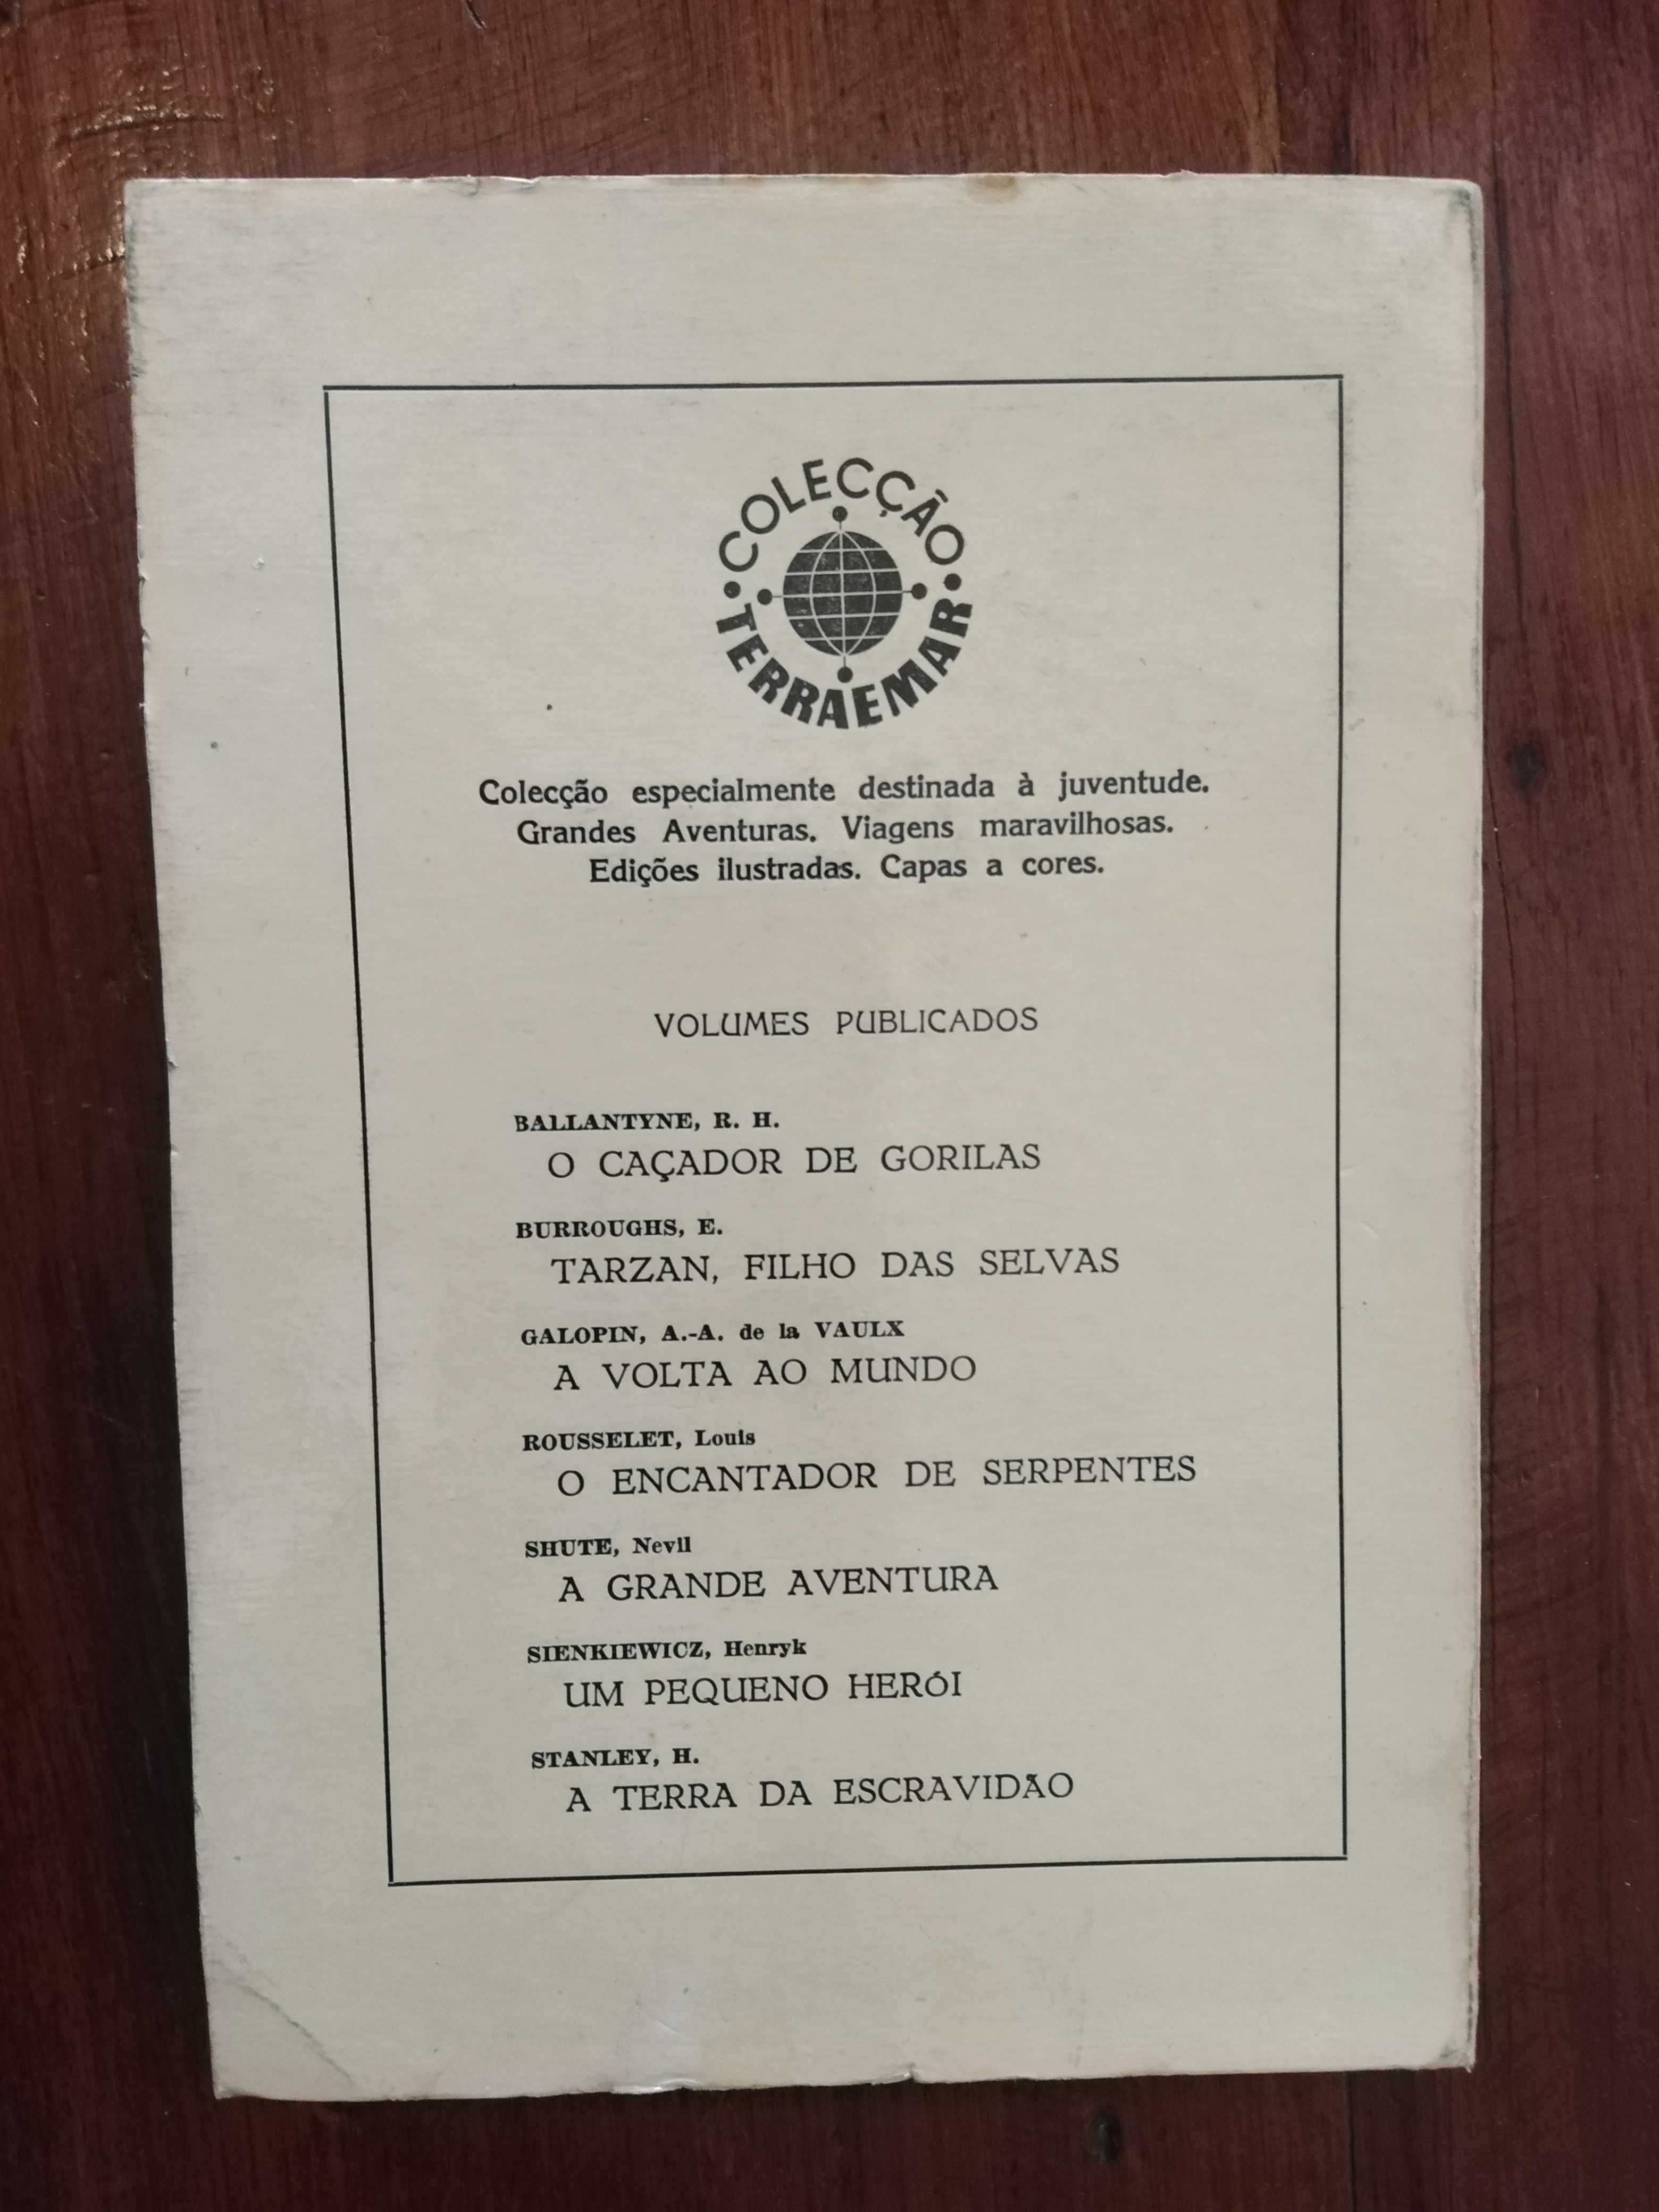 COLECÇÃO
TERRAEMAR
Colecção especialmente destinada à juventude.
Grandes Aventuras. Viagens maravilhosas.
Edições ilustradas. Capas a cores.
VOLUMES PUBLICADOS
BALLANTYNE, R. H.
O CAÇADOR DE GORILAS
BURROUGHS, E.
TARZAN, FILHO DAS SELVAS
GALOPIN, A.-A. de la VAULX
A VOLTA AO MUNDO
ROUSSELET, Louis
O ENCANTADOR DE SERPENTES
SHUTE, Nevil
A GRANDE AVENTURA
SIENKIEWICZ, Henryk
UM PEQUENO HERÓI
STANLEY, H.
A TERRA DA ESCRAVIDÃO